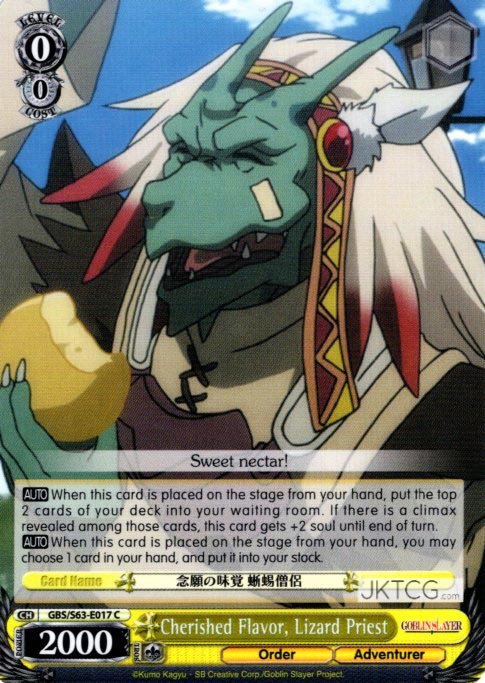 LEVEL
0
0
COST
Sweet nectar!
AUTO When this card is placed on the stage from your hand, put the top
2 cards of your deck into your waiting room. If there is a climax
revealed among those cards, this card gets +2 soul until end of turn.
AUTO When this card is placed on the stage from your hand, you may
choose 1 card in your hand, and put it into your stock.
Card Name 念願の味覚 蜥蜴僧侶
JKTCG.com
CH GBS/S63-E017 C
Cherished Flavor, Lizard Priest
GOBLIN SLAYER
POWER 2000 SOUL
Order Adventurer
©Kumo Kagyu・SB Creative Corp./Goblin Slayer Project.